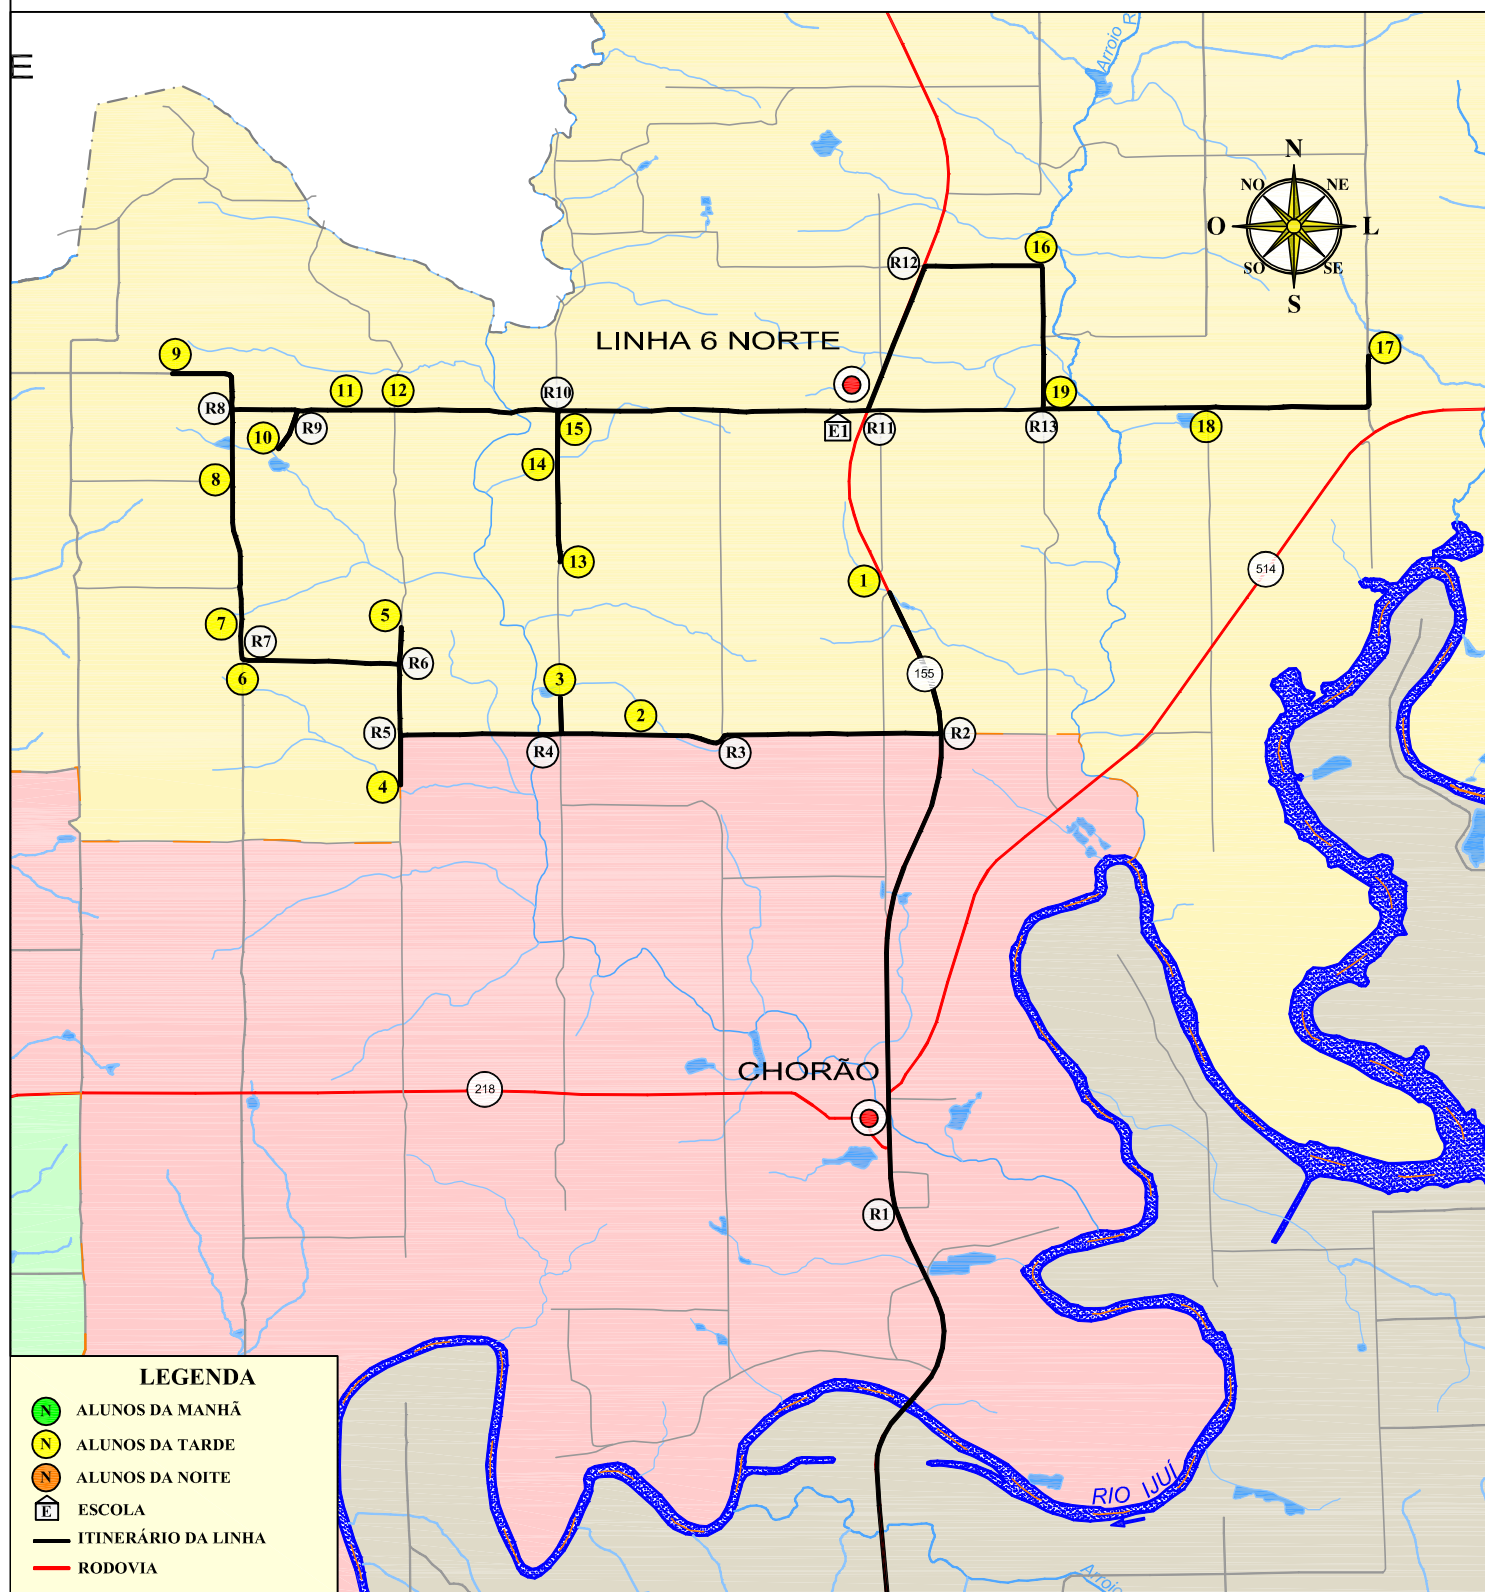 E
Arroio R
N
NO
NE
O
L
SO
SE
S
16
R12
LINHA 6 NORTE
17
9
11
12
R10
19
R8
R9
10
15
E1
R11
R13
18
14
8
13
1
514
5
7
R7
R6
6
155
3
2
R5
R4
R3
R2
4
CHORÃO
218
R1
RIO IJUÍ
Arroio
LEGENDA
N ALUNOS DA MANHÃ
N ALUNOS DA TARDE
N ALUNOS DA NOITE
E ESCOLA
ITINERÁRIO DA LINHA
RODOVIA